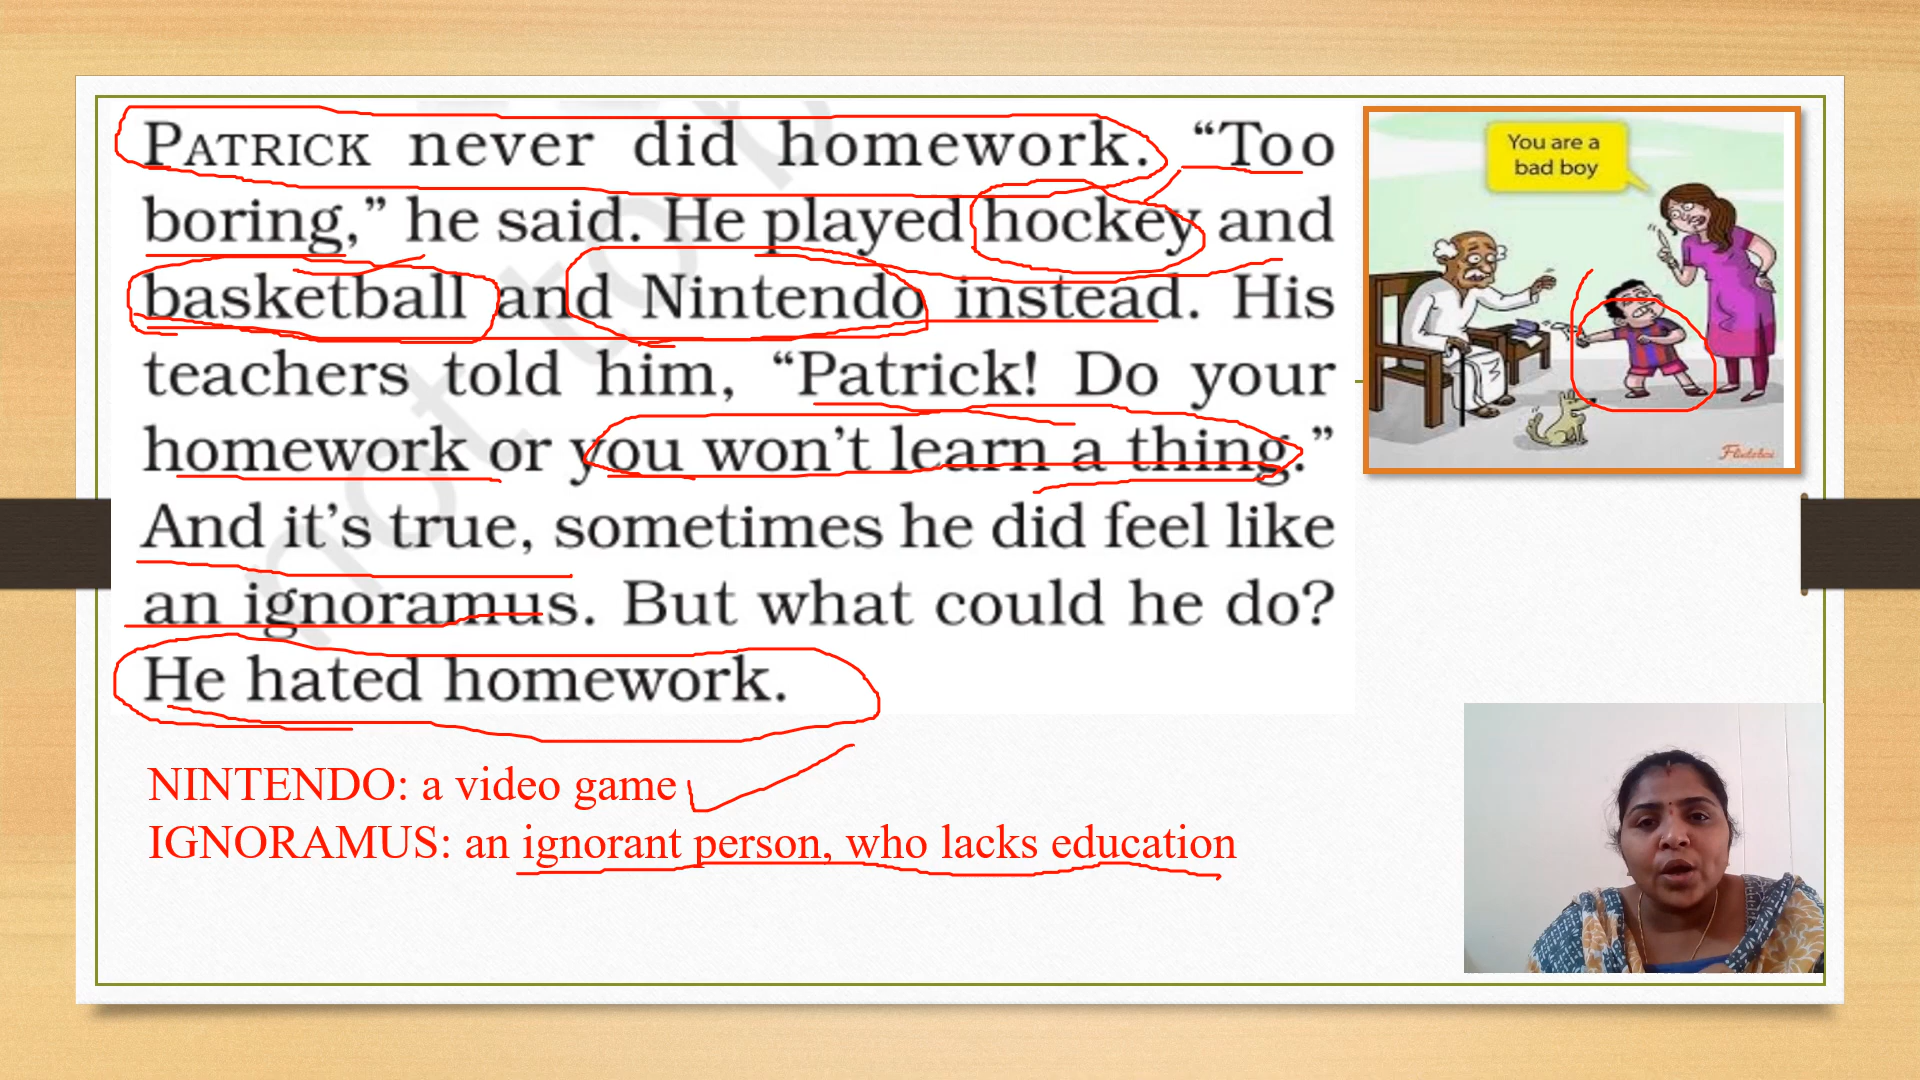 PATRICK never did homework. “Too
boring,” he said. He played hockey and
basketball and Nintendo instead. His
teachers told him, “Patrick! Do your
homework or you won’t learn a thing.”
And it’s true, sometimes he did feel like
an ignoramus. But what could he do?
He hated homework.
NINTENDO: a video game
IGNORAMUS: an ignorant person, who lacks education
You are a
bad boy